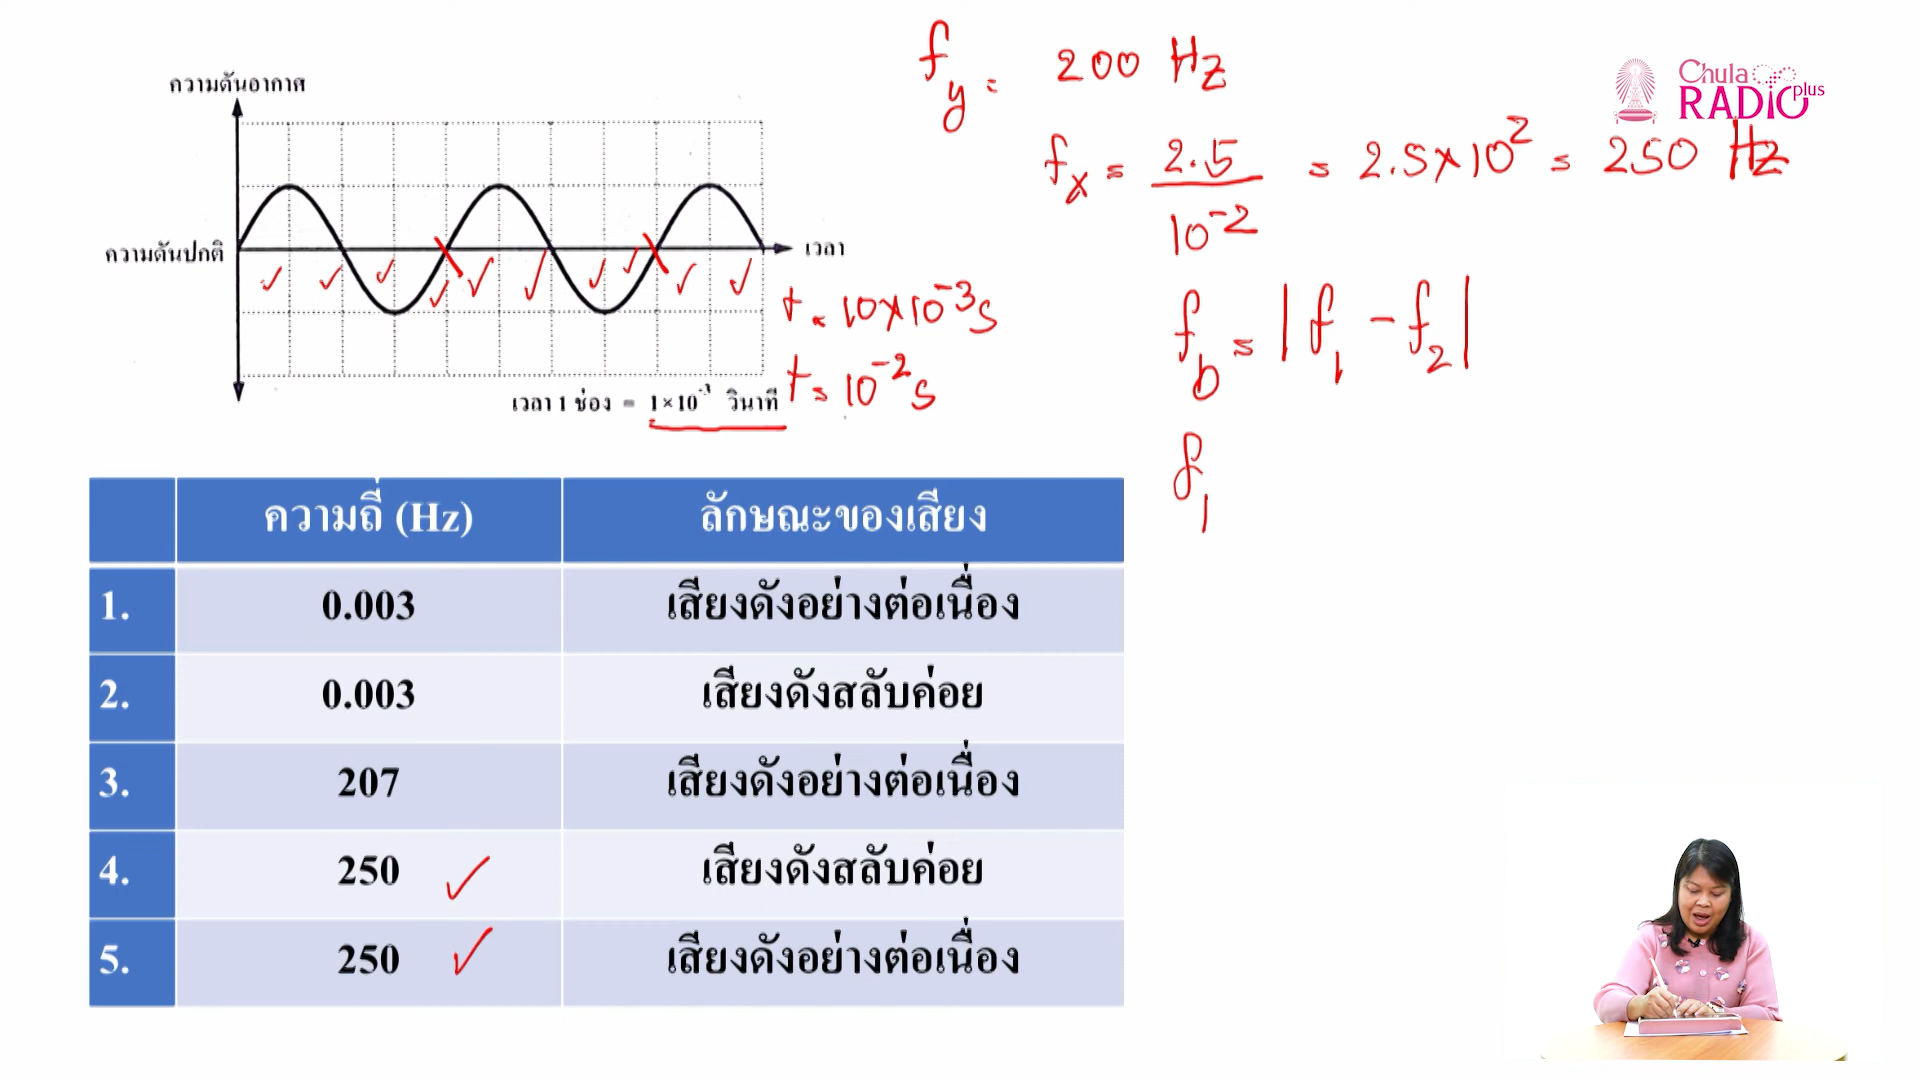 ความดันอากาศ
ความดันปกติ
เวลา
เวลา 1 ช่อง = 1×10⁻³ วินาที
t = 10×10⁻³ s
t = 10⁻² s
f_y = 200 Hz
f_x = 2.5 / 10⁻² = 2.5×10² = 250 Hz
f_b = |f₁ - f₂|
f₁
Chula
RADIO plus
ความถี่ (Hz) ลักษณะของเสียง
1. 0.003 เสียงดังอย่างต่อเนื่อง
2. 0.003 เสียงดังสลับค่อย
3. 207 เสียงดังอย่างต่อเนื่อง
4. 250 เสียงดังสลับค่อย
5. 250 เสียงดังอย่างต่อเนื่อง